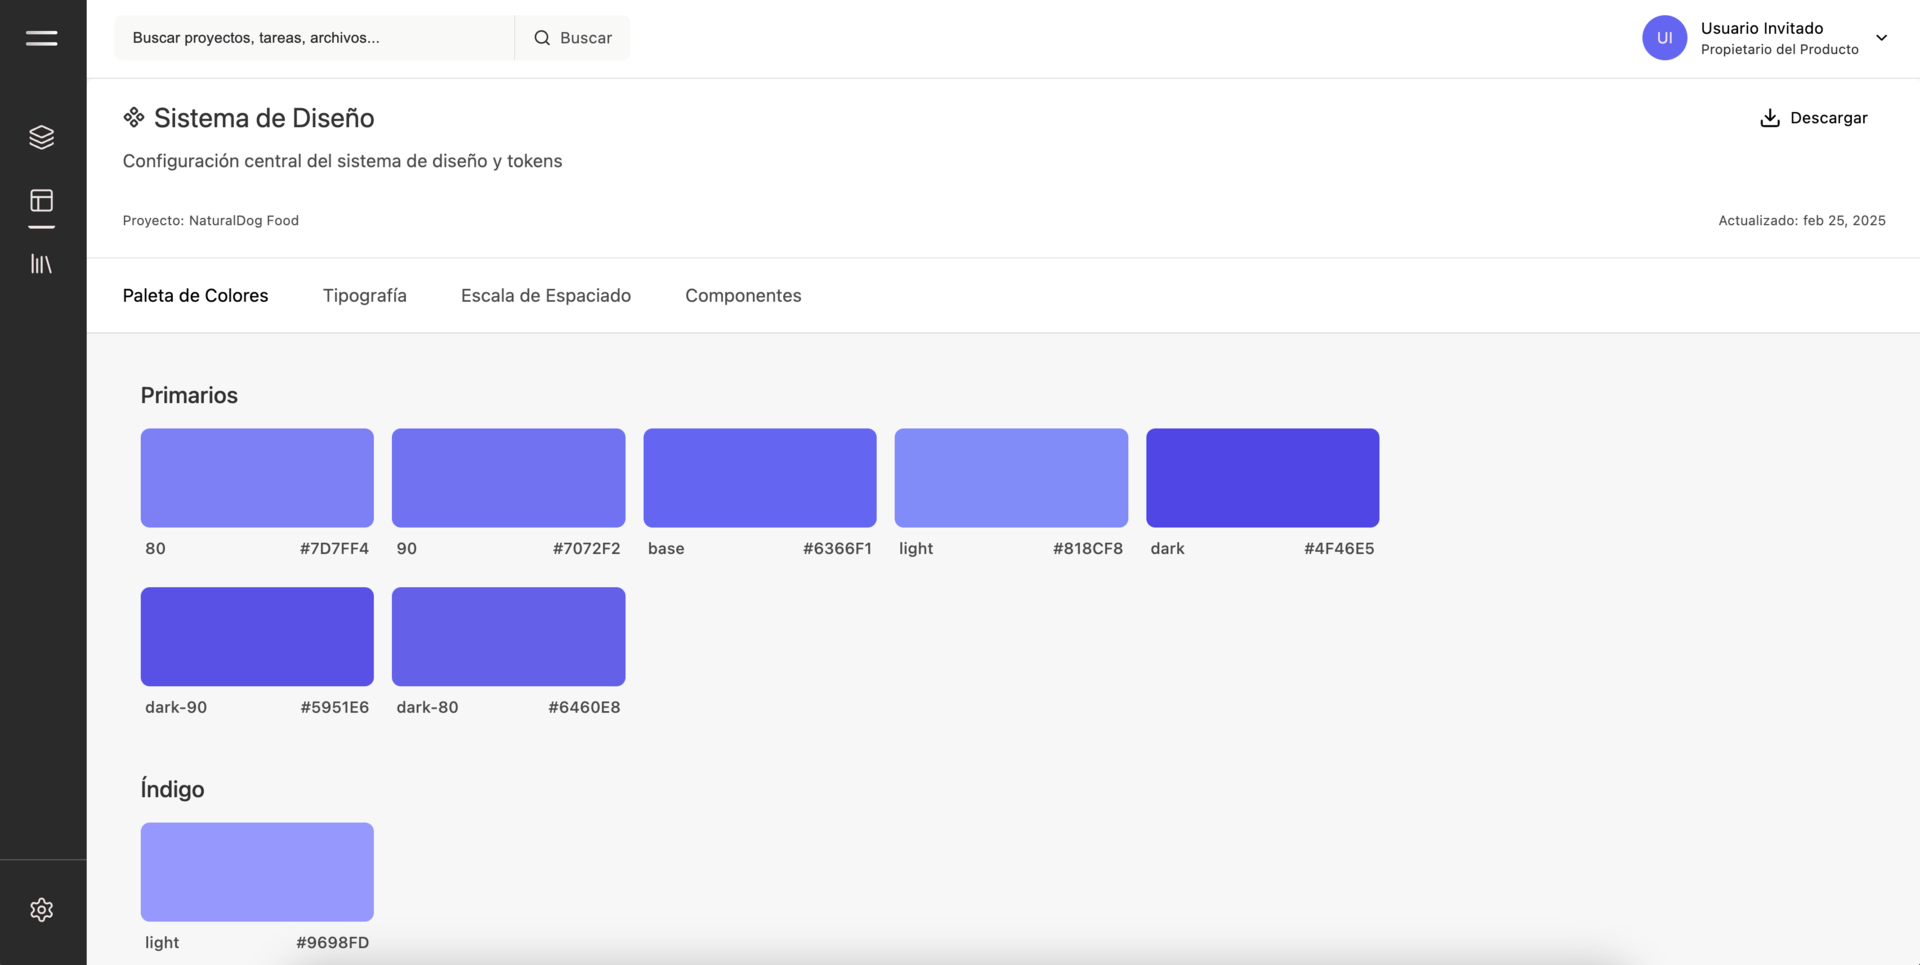 Buscar proyectos, tareas, archivos...
Buscar
UI
Usuario Invitado
Propietario del Producto
Sistema de Diseño
Descargar
Configuración central del sistema de diseño y tokens
Proyecto: NaturalDog Food
Actualizado: feb 25, 2025
Paleta de Colores
Tipografía
Escala de Espaciado
Componentes
Primarios
80 #7D7FF4
90 #7072F2
base #6366F1
light #818CF8
dark #4F46E5
dark-90 #5951E6
dark-80 #6460E8
Índigo
light #9698FD